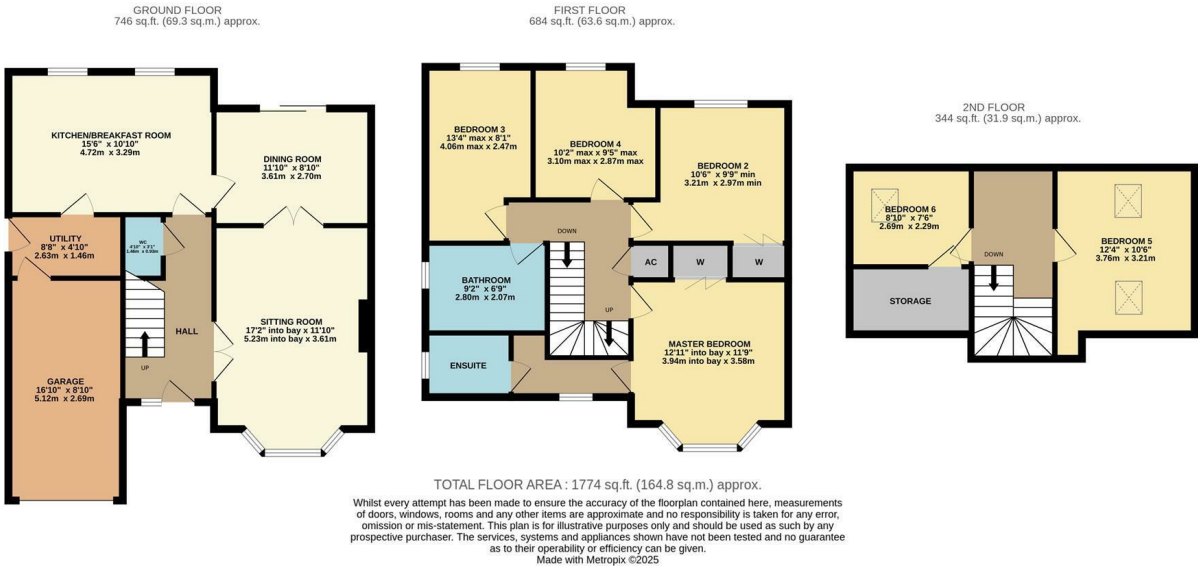 GROUND FLOOR
746 sq.ft. (69.3 sq.m.) approx.
KITCHEN/BREAKFAST ROOM
15'6" x 10'10"
4.72m x 3.29m
DINING ROOM
11'10" x 8'10"
3.61m x 2.70m
UTILITY
8'8" x 4'10"
2.63m x 1.46m
WC
4'10" x 3'1"
HALL
SITTING ROOM
17'2" into bay x 11'10"
5.23m into bay x 3.61m
UP
GARAGE
16'10" x 8'10"
5.12m x 2.69m
FIRST FLOOR
684 sq.ft. (63.6 sq.m.) approx.
BEDROOM 3
13'4" max x 8'1"
4.06m max x 2.47m
BEDROOM 4
10'2" max x 9'5" max
3.10m max x 2.87m max
BEDROOM 2
10'6" x 9'9" min
3.21m x 2.97m min
DOWN
AC
W
W
BATHROOM
9'2" x 6'9"
2.80m x 2.07m
UP
MASTER BEDROOM
12'11" into bay x 11'9"
3.94m into bay x 3.58m
ENSUITE
2ND FLOOR
344 sq.ft. (31.9 sq.m.) approx.
BEDROOM 6
8'10" x 7'6"
2.69m x 2.29m
DOWN
BEDROOM 5
12'4" x 10'6"
3.76m x 3.21m
STORAGE
TOTAL FLOOR AREA : 1774 sq.ft. (164.8 sq.m.) approx.
Whilst every attempt has been made to ensure the accuracy of the floorplan contained here, measurements
of doors, windows, rooms and any other items are approximate and no responsibility is taken for any error,
omission or mis-statement. This plan is for illustrative purposes only and should be used as such by any
prospective purchaser. The services, systems and appliances shown have not been tested and no guarantee
as to their operability or efficiency can be given.
Made with Metropix ©2025